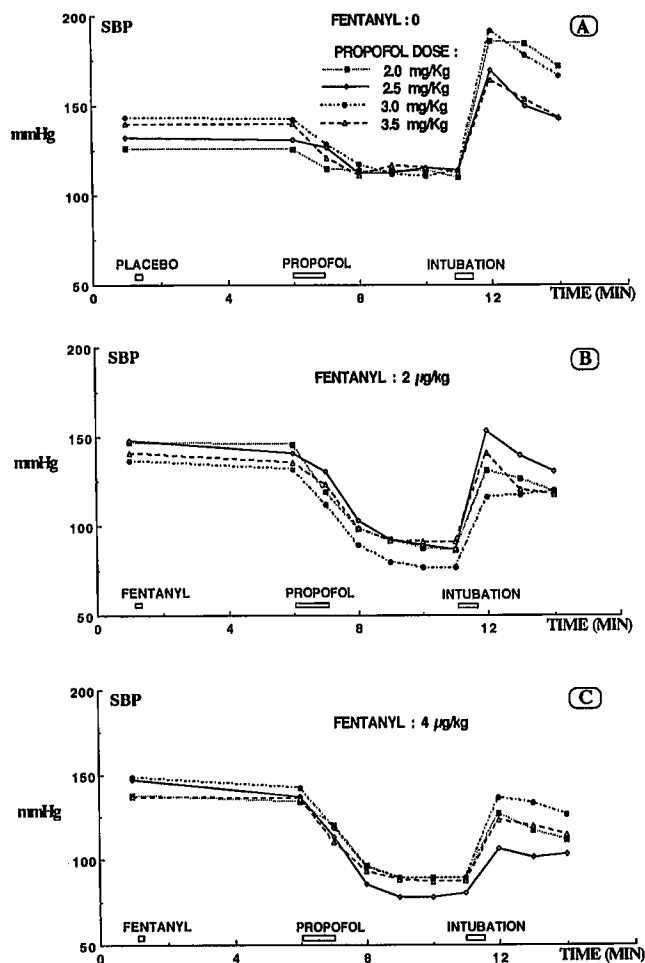 SBP
FENTANYL : 0
A
PROPOFOL DOSE :
2.0 mg/Kg
2.5 mg/Kg
3.0 mg/Kg
3.5 mg/Kg
200
150
mmHg
100
50
PLACEBO
PROPOFOL
INTUBATION
0
4
8
12
TIME (MIN)
SBP
B
FENTANYL : 2 µg/kg
200
150
mmHg
100
50
FENTANYL
PROPOFOL
INTUBATION
0
4
8
12
TIME (MIN)
SBP
C
FENTANYL : 4 µg/kg
200
150
mmHg
100
50
FENTANYL
PROPOFOL
INTUBATION
0
4
8
12
TIME (MIN)